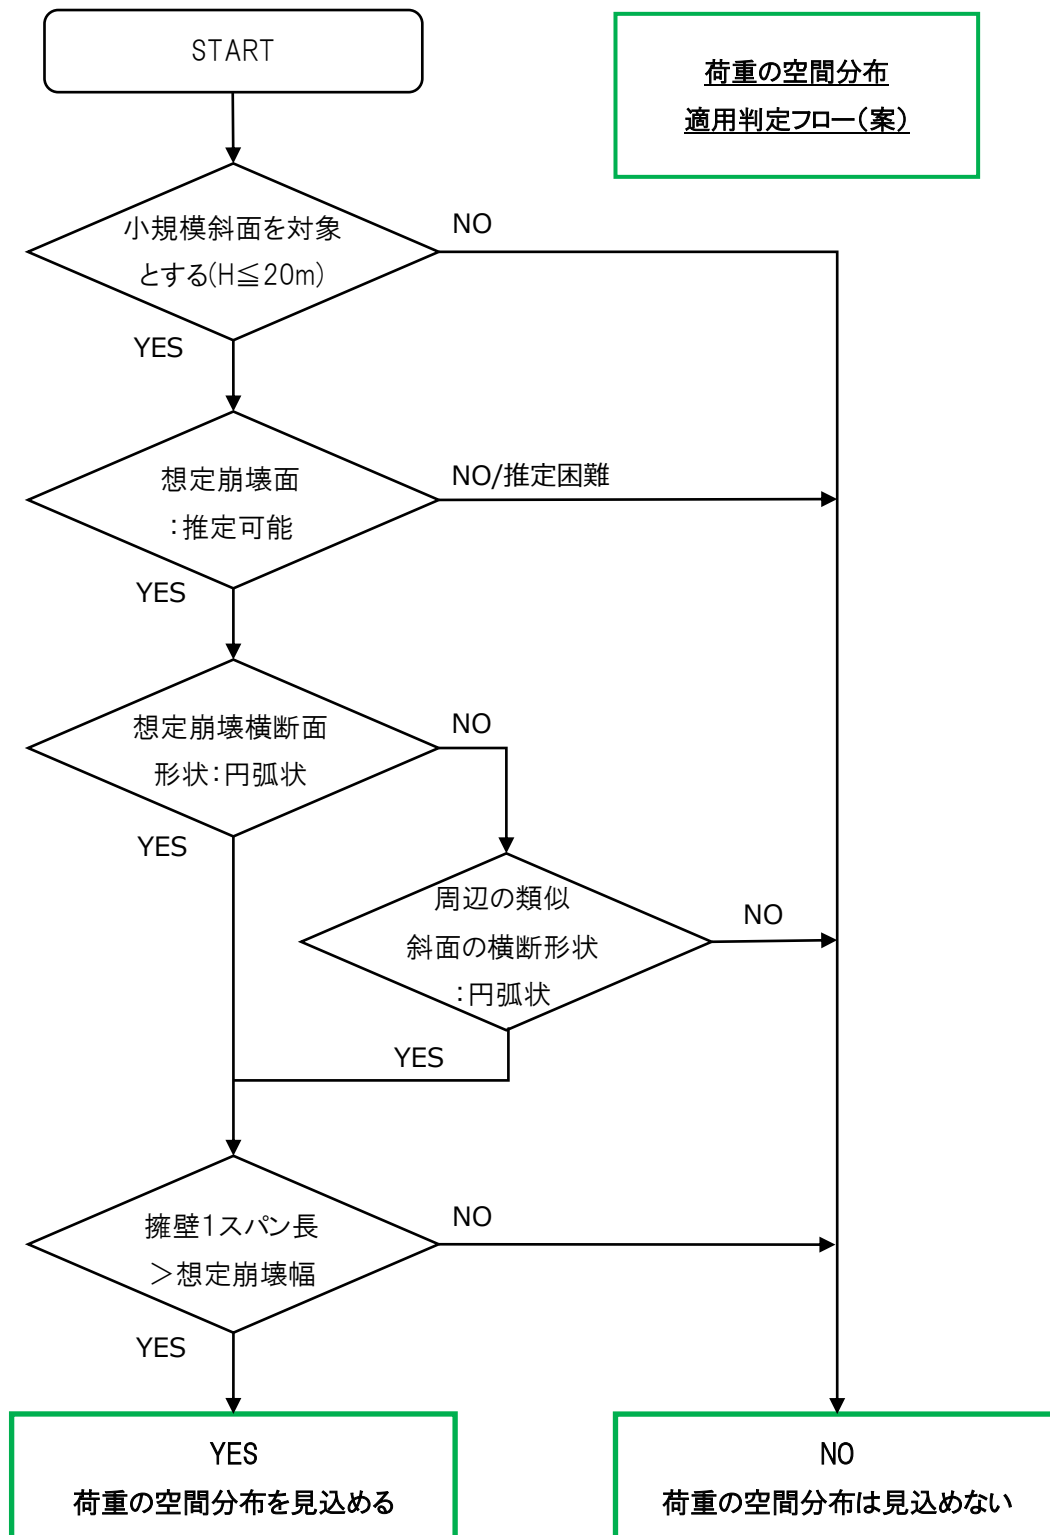 START
荷重の空間分布
適用判定フロー(案)
小規模斜面を対象
とする(H≦20m)
NO
YES
想定崩壊面
:推定可能
NO/推定困難
YES
想定崩壊横断面
形状:円弧状
NO
YES
周辺の類似
斜面の横断形状
:円弧状
NO
YES
擁壁1スパン長
>想定崩壊幅
NO
YES
YES
荷重の空間分布を見込める
NO
荷重の空間分布は見込めない